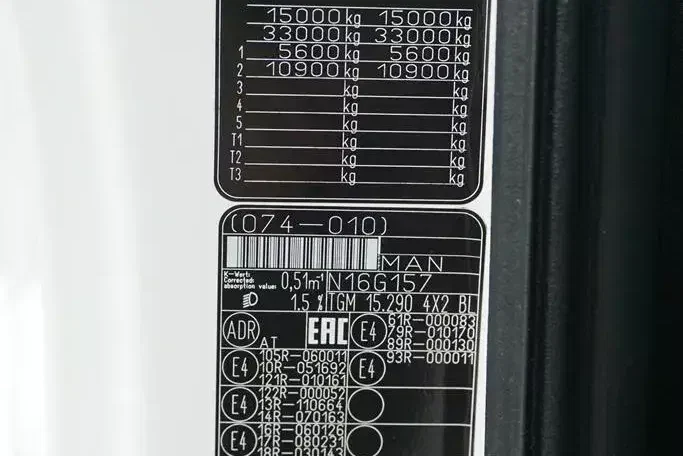 15000 kg 15000 kg
33000 kg 33000 kg
1 5600 kg 5600 kg
2 10900 kg 10900 kg
3 kg kg
4 kg kg
5 kg kg
T1 kg kg
T2 kg kg
T3 kg kg
(074-010)
MAN
K-Wert:
Corrected
absorption value: 0,51m⁻¹ N16G157
1.5 % TGM 15.290 4X2 BL
ADR AT EAC E4 61R-000083
79R-010170
89R-000130
93R-000011
E4 105R-060011 E4
10R-051692
121R-010161
E4 122R-000052
13R-110664
14R-070163
E4 16R-060126
17R-080231
18R-030143